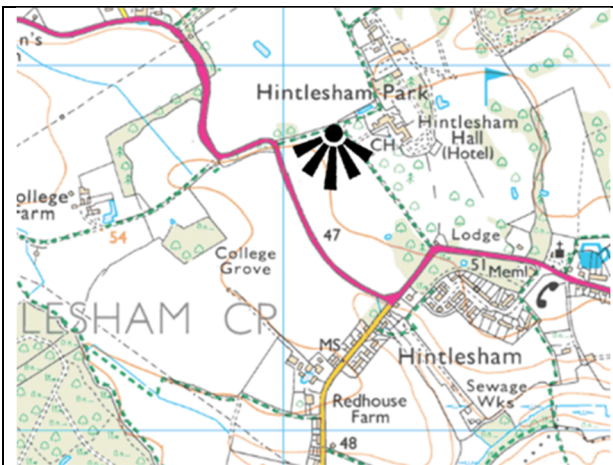 n's
Hintlesham Park
CH
Hintlesham
Hall
(Hotel)
ollege
arm
54
47
College
Grove
Lodge
51 Meml
LESHAM CP
MS
Hintlesham
Sewage
Wks
Redhouse
Farm
48